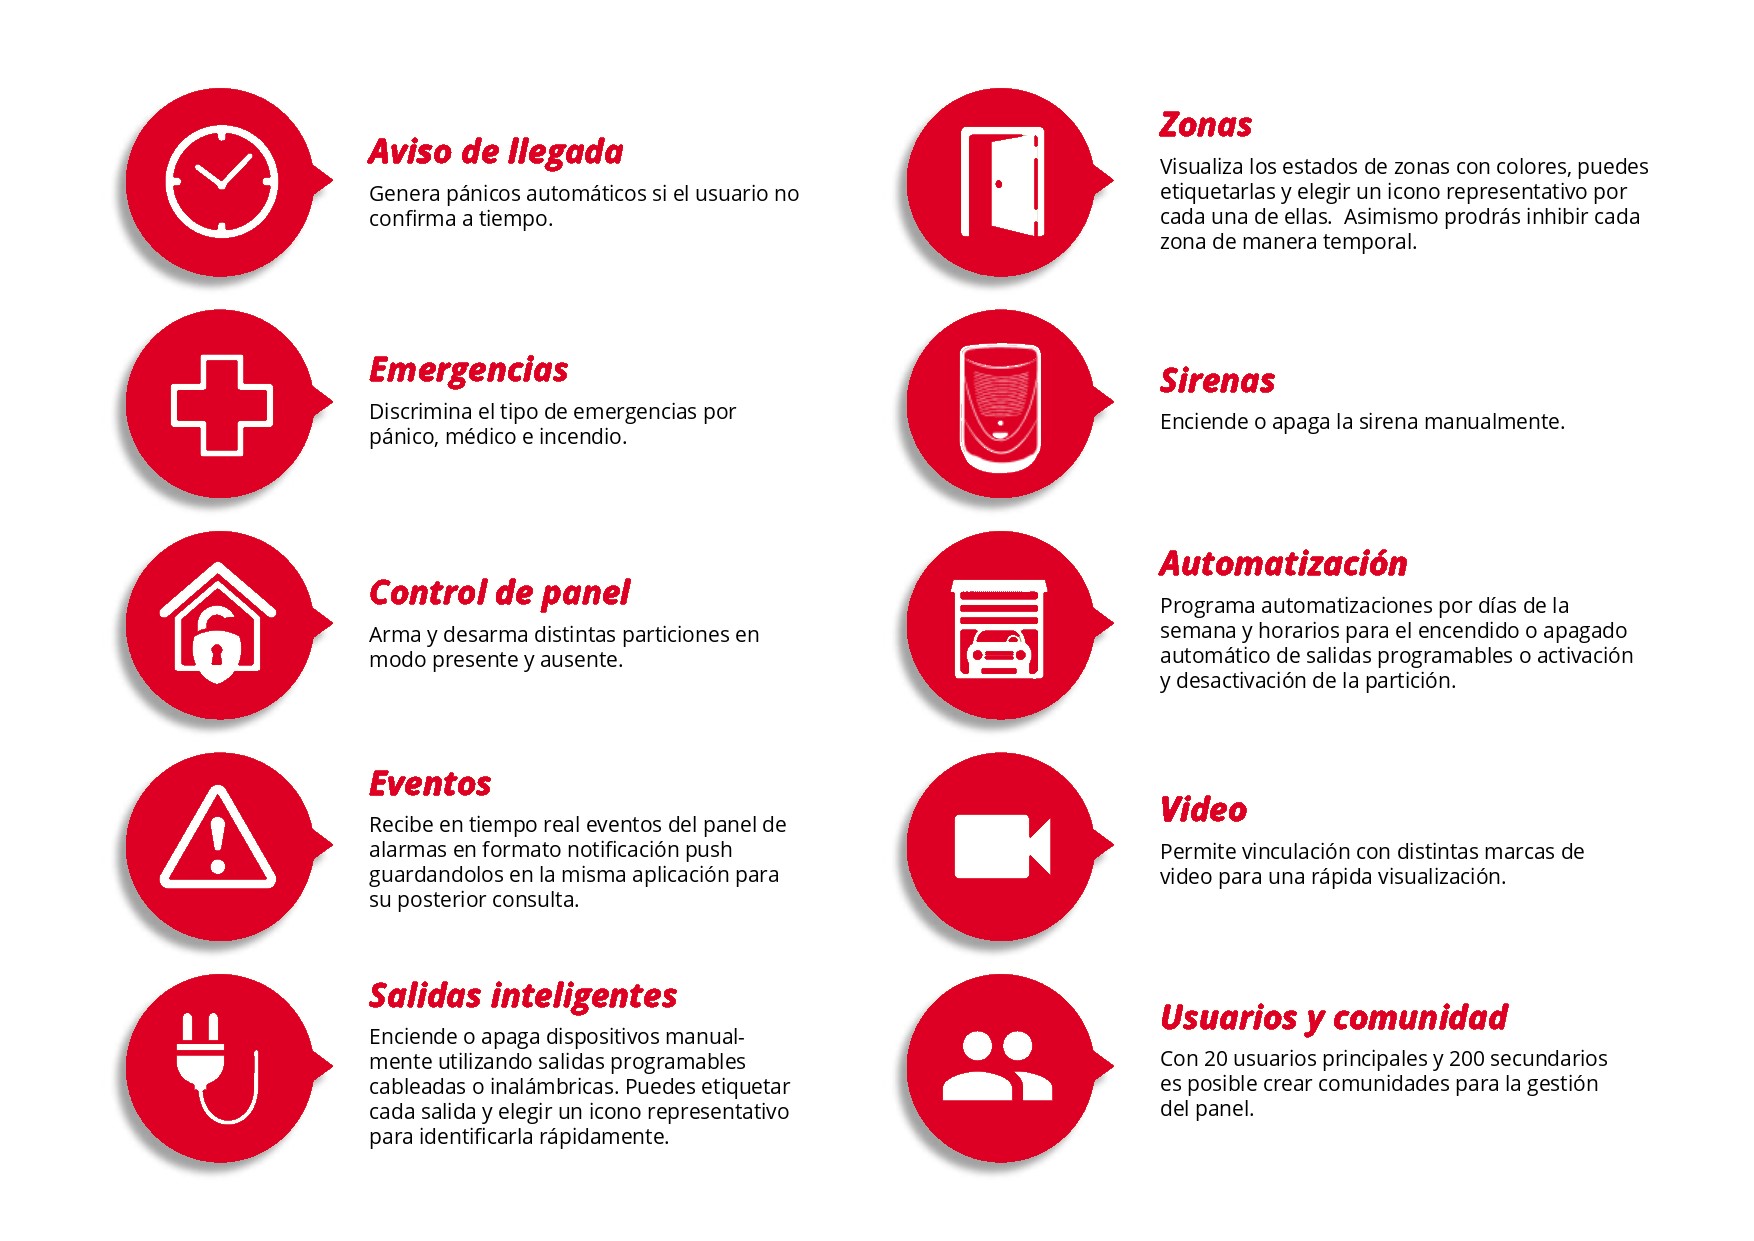 Aviso de llegada
Genera pánicos automáticos si el usuario no
confirma a tiempo.
Emergencias
Discrimina el tipo de emergencias por
pánico, médico e incendio.
Control de panel
Arma y desarma distintas particiones en
modo presente y ausente.
Eventos
Recibe en tiempo real eventos del panel de
alarmas en formato notificación push
guardandolos en la misma aplicación para
su posterior consulta.
Salidas inteligentes
Enciende o apaga dispositivos manual-
mente utilizando salidas programables
cableadas o inalámbricas. Puedes etiquetar
cada salida y elegir un icono representativo
para identificarla rápidamente.
Zonas
Visualiza los estados de zonas con colores, puedes
etiquetarlas y elegir un icono representativo por
cada una de ellas.  Asimismo prodrás inhibir cada
zona de manera temporal.
Sirenas
Enciende o apaga la sirena manualmente.
Automatización
Programa automatizaciones por días de la
semana y horarios para el encendido o apagado
automático de salidas programables o activación
y desactivación de la partición.
Video
Permite vinculación con distintas marcas de
video para una rápida visualización.
Usuarios y comunidad
Con 20 usuarios principales y 200 secundarios
es posible crear comunidades para la gestión
del panel.